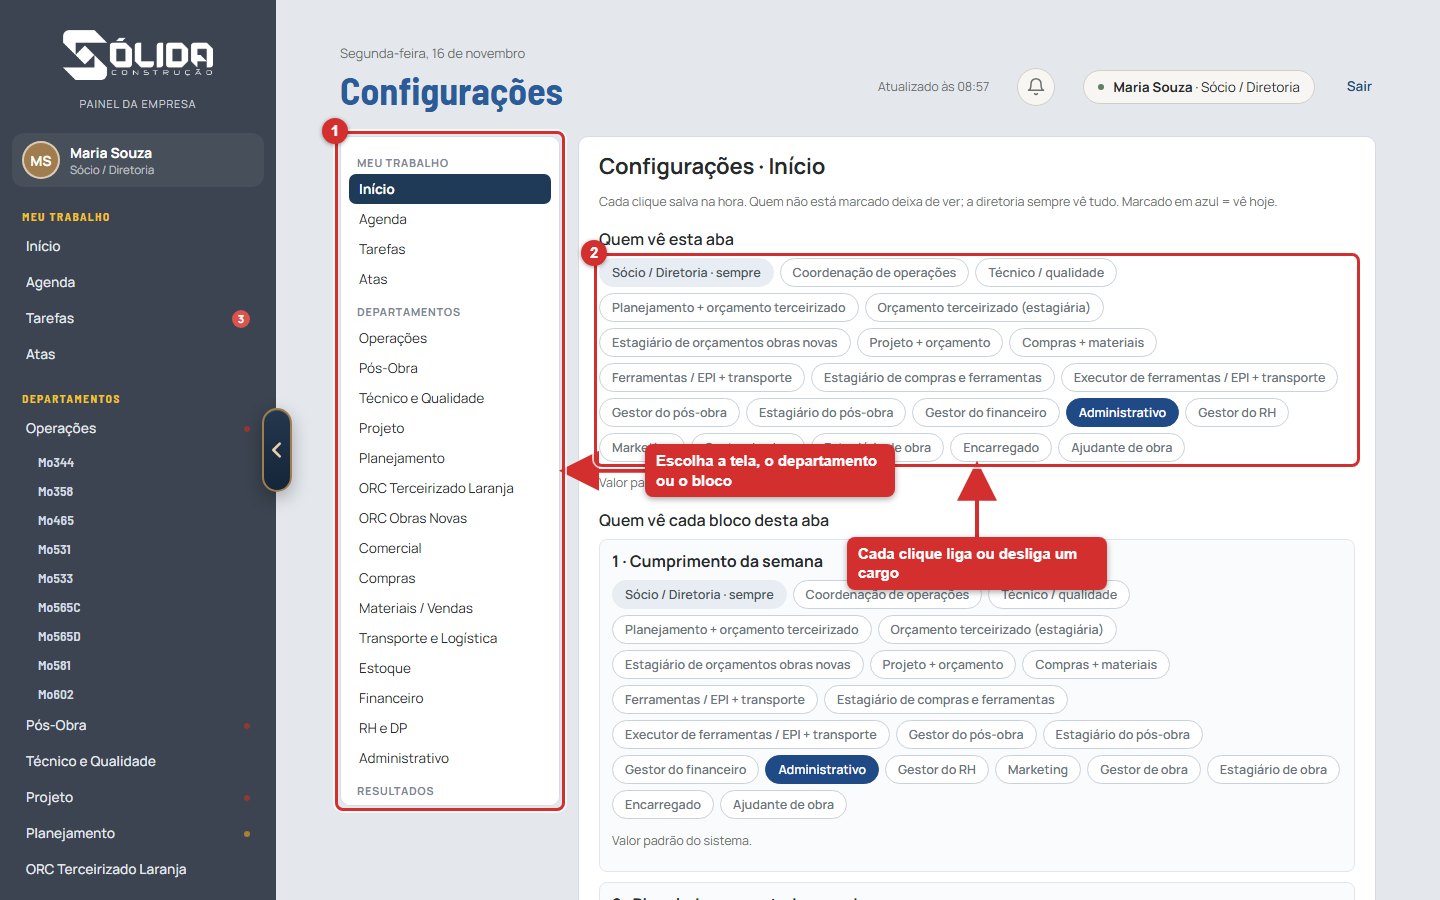 SÓLIDA
CONSTRUÇÃO
PAINEL DA EMPRESA
MS
Maria Souza
Sócio / Diretoria
MEU TRABALHO
Início
Agenda
Tarefas
3
Atas
DEPARTAMENTOS
Operações
Mo344
Mo358
Mo465
Mo531
Mo533
Mo565C
Mo565D
Mo581
Mo602
Pós-Obra
Técnico e Qualidade
Projeto
Planejamento
ORC Terceirizado Laranja
Segunda-feira, 16 de novembro
Configurações
Atualizado às 08:57
Maria Souza · Sócio / Diretoria
Sair
1
MEU TRABALHO
Início
Agenda
Tarefas
Atas
DEPARTAMENTOS
Operações
Pós-Obra
Técnico e Qualidade
Projeto
Planejamento
ORC Terceirizado Laranja
ORC Obras Novas
Comercial
Compras
Materiais / Vendas
Transporte e Logística
Estoque
Financeiro
RH e DP
Administrativo
RESULTADOS
Configurações · Início
Cada clique salva na hora. Quem não está marcado deixa de ver; a diretoria sempre vê tudo. Marcado em azul = vê hoje.
Quem vê esta aba
2
Sócio / Diretoria · sempre Coordenação de operações Técnico / qualidade
Planejamento + orçamento terceirizado Orçamento terceirizado (estagiária)
Estagiário de orçamentos obras novas Projeto + orçamento Compras + materiais
Ferramentas / EPI + transporte Estagiário de compras e ferramentas Executor de ferramentas / EPI + transporte
Gestor do pós-obra Estagiário do pós-obra Gestor do financeiro Administrativo Gestor do RH
de obra Encarregado Ajudante de obra
Escolha a tela, o departamento
ou o bloco
Valor
Quem vê cada bloco desta aba
Cada clique liga ou desliga um
cargo
1 · Cumprimento da semana
Sócio / Diretoria · sempre Coordenação de operações Técnico / qualidade
Planejamento + orçamento terceirizado Orçamento terceirizado (estagiária)
Estagiário de orçamentos obras novas Projeto + orçamento Compras + materiais
Ferramentas / EPI + transporte Estagiário de compras e ferramentas
Executor de ferramentas / EPI + transporte Gestor do pós-obra Estagiário do pós-obra
Gestor do financeiro Administrativo Gestor do RH Marketing Gestor de obra Estagiário de obra
Encarregado Ajudante de obra
Valor padrão do sistema.